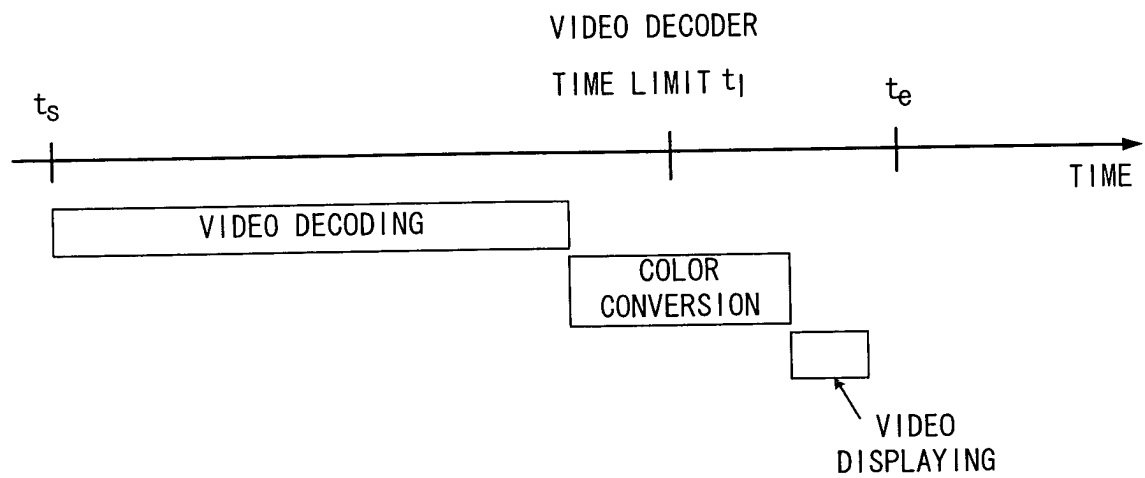 VIDEO DECODER
TIME LIMIT tl
ts
te
TIME
VIDEO DECODING
COLOR
CONVERSION
VIDEO
DISPLAYING